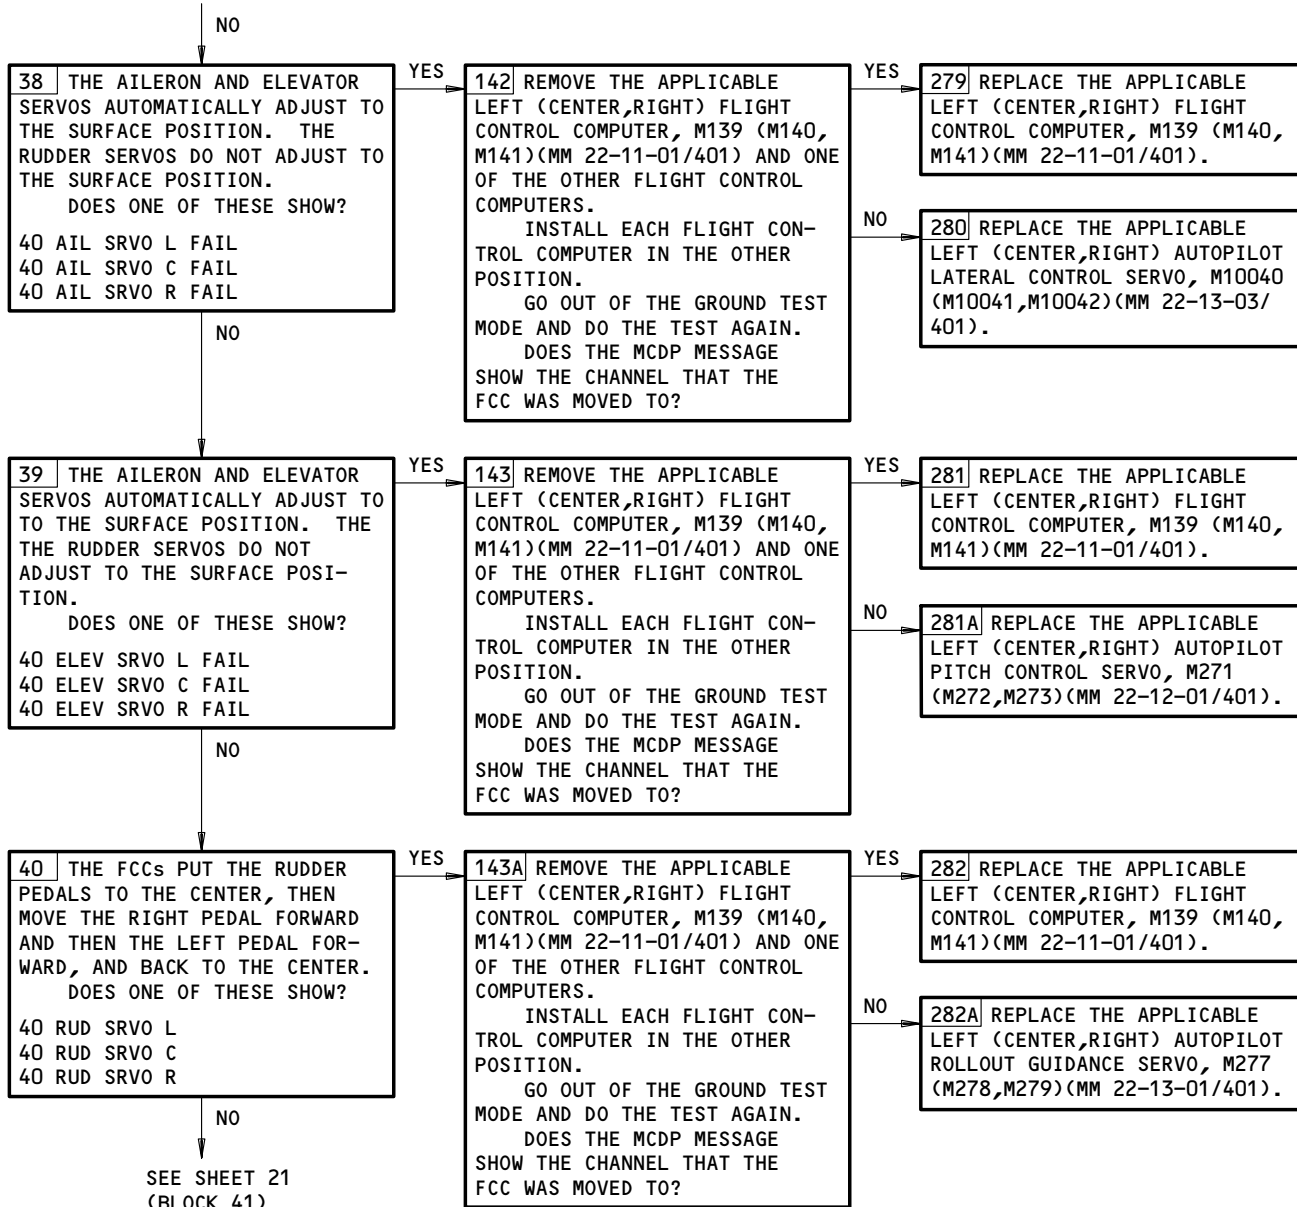 NO
38 THE AILERON AND ELEVATOR
SERVOS AUTOMATICALLY ADJUST TO
THE SURFACE POSITION. THE
RUDDER SERVOS DO NOT ADJUST TO
THE SURFACE POSITION.
DOES ONE OF THESE SHOW?
40 AIL SRVO L FAIL
40 AIL SRVO C FAIL
40 AIL SRVO R FAIL
YES
142 REMOVE THE APPLICABLE
LEFT (CENTER,RIGHT) FLIGHT
CONTROL COMPUTER, M139 (M140,
M141)(MM 22-11-01/401) AND ONE
OF THE OTHER FLIGHT CONTROL
COMPUTERS.
INSTALL EACH FLIGHT CON-
TROL COMPUTER IN THE OTHER
POSITION.
GO OUT OF THE GROUND TEST
MODE AND DO THE TEST AGAIN.
DOES THE MCDP MESSAGE
SHOW THE CHANNEL THAT THE
FCC WAS MOVED TO?
YES
279 REPLACE THE APPLICABLE
LEFT (CENTER,RIGHT) FLIGHT
CONTROL COMPUTER, M139 (M140,
M141)(MM 22-11-01/401).
NO
280 REPLACE THE APPLICABLE
LEFT (CENTER,RIGHT) AUTOPILOT
LATERAL CONTROL SERVO, M10040
(M10041,M10042)(MM 22-13-03/
401).
NO
39 THE AILERON AND ELEVATOR
SERVOS AUTOMATICALLY ADJUST TO
TO THE SURFACE POSITION. THE
THE RUDDER SERVOS DO NOT
ADJUST TO THE SURFACE POSI-
TION.
DOES ONE OF THESE SHOW?
40 ELEV SRVO L FAIL
40 ELEV SRVO C FAIL
40 ELEV SRVO R FAIL
YES
143 REMOVE THE APPLICABLE
LEFT (CENTER,RIGHT) FLIGHT
CONTROL COMPUTER, M139 (M140,
M141)(MM 22-11-01/401) AND ONE
OF THE OTHER FLIGHT CONTROL
COMPUTERS.
INSTALL EACH FLIGHT CON-
TROL COMPUTER IN THE OTHER
POSITION.
GO OUT OF THE GROUND TEST
MODE AND DO THE TEST AGAIN.
DOES THE MCDP MESSAGE
SHOW THE CHANNEL THAT THE
FCC WAS MOVED TO?
YES
281 REPLACE THE APPLICABLE
LEFT (CENTER,RIGHT) FLIGHT
CONTROL COMPUTER, M139 (M140,
M141)(MM 22-11-01/401).
NO
281A REPLACE THE APPLICABLE
LEFT (CENTER,RIGHT) AUTOPILOT
PITCH CONTROL SERVO, M271
(M272,M273)(MM 22-12-01/401).
NO
40 THE FCCs PUT THE RUDDER
PEDALS TO THE CENTER, THEN
MOVE THE RIGHT PEDAL FORWARD
AND THEN THE LEFT PEDAL FOR-
WARD, AND BACK TO THE CENTER.
DOES ONE OF THESE SHOW?
40 RUD SRVO L
40 RUD SRVO C
40 RUD SRVO R
YES
143A REMOVE THE APPLICABLE
LEFT (CENTER,RIGHT) FLIGHT
CONTROL COMPUTER, M139 (M140,
M141)(MM 22-11-01/401) AND ONE
OF THE OTHER FLIGHT CONTROL
COMPUTERS.
INSTALL EACH FLIGHT CON-
TROL COMPUTER IN THE OTHER
POSITION.
GO OUT OF THE GROUND TEST
MODE AND DO THE TEST AGAIN.
DOES THE MCDP MESSAGE
SHOW THE CHANNEL THAT THE
FCC WAS MOVED TO?
YES
282 REPLACE THE APPLICABLE
LEFT (CENTER,RIGHT) FLIGHT
CONTROL COMPUTER, M139 (M140,
M141)(MM 22-11-01/401).
NO
282A REPLACE THE APPLICABLE
LEFT (CENTER,RIGHT) AUTOPILOT
ROLLOUT GUIDANCE SERVO, M277
(M278,M279)(MM 22-13-01/401).
NO
SEE SHEET 21
(BLOCK 41)